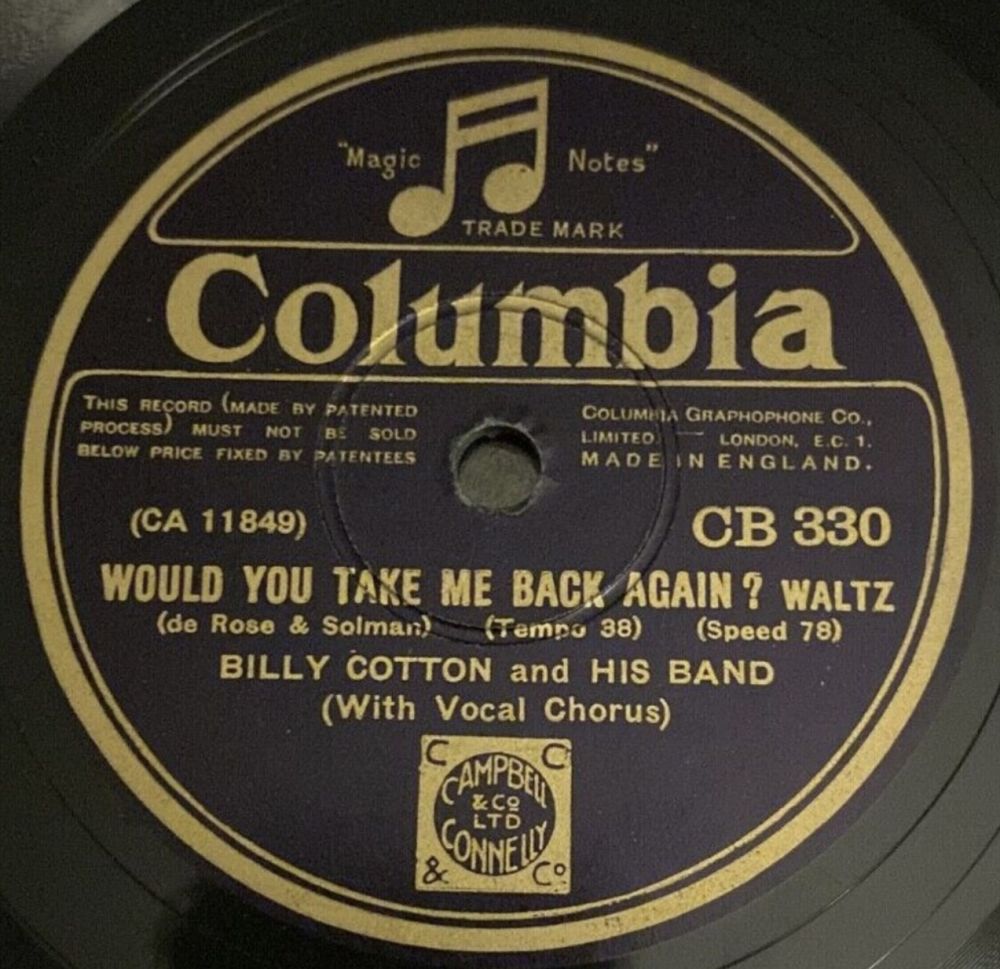 "Magic Notes"
TRADE MARK
Columbia
THIS RECORD (MADE BY PATENTED
PROCESS) MUST NOT BE SOLD
BELOW PRICE FIXED BY PATENTEES
COLUMBIA GRAPHOPHONE CO.,
LIMITED. LONDON, E.C. 1.
MADE IN ENGLAND.
(CA 11849)
CB 330
WOULD YOU TAKE ME BACK AGAIN? WALTZ
(de Rose & Solman) (Tempo 38) (Speed 78)
BILLY COTTON and HIS BAND
(With Vocal Chorus)
C C
CAMPBELL
& Co
LTD
CONNELLY
& Co